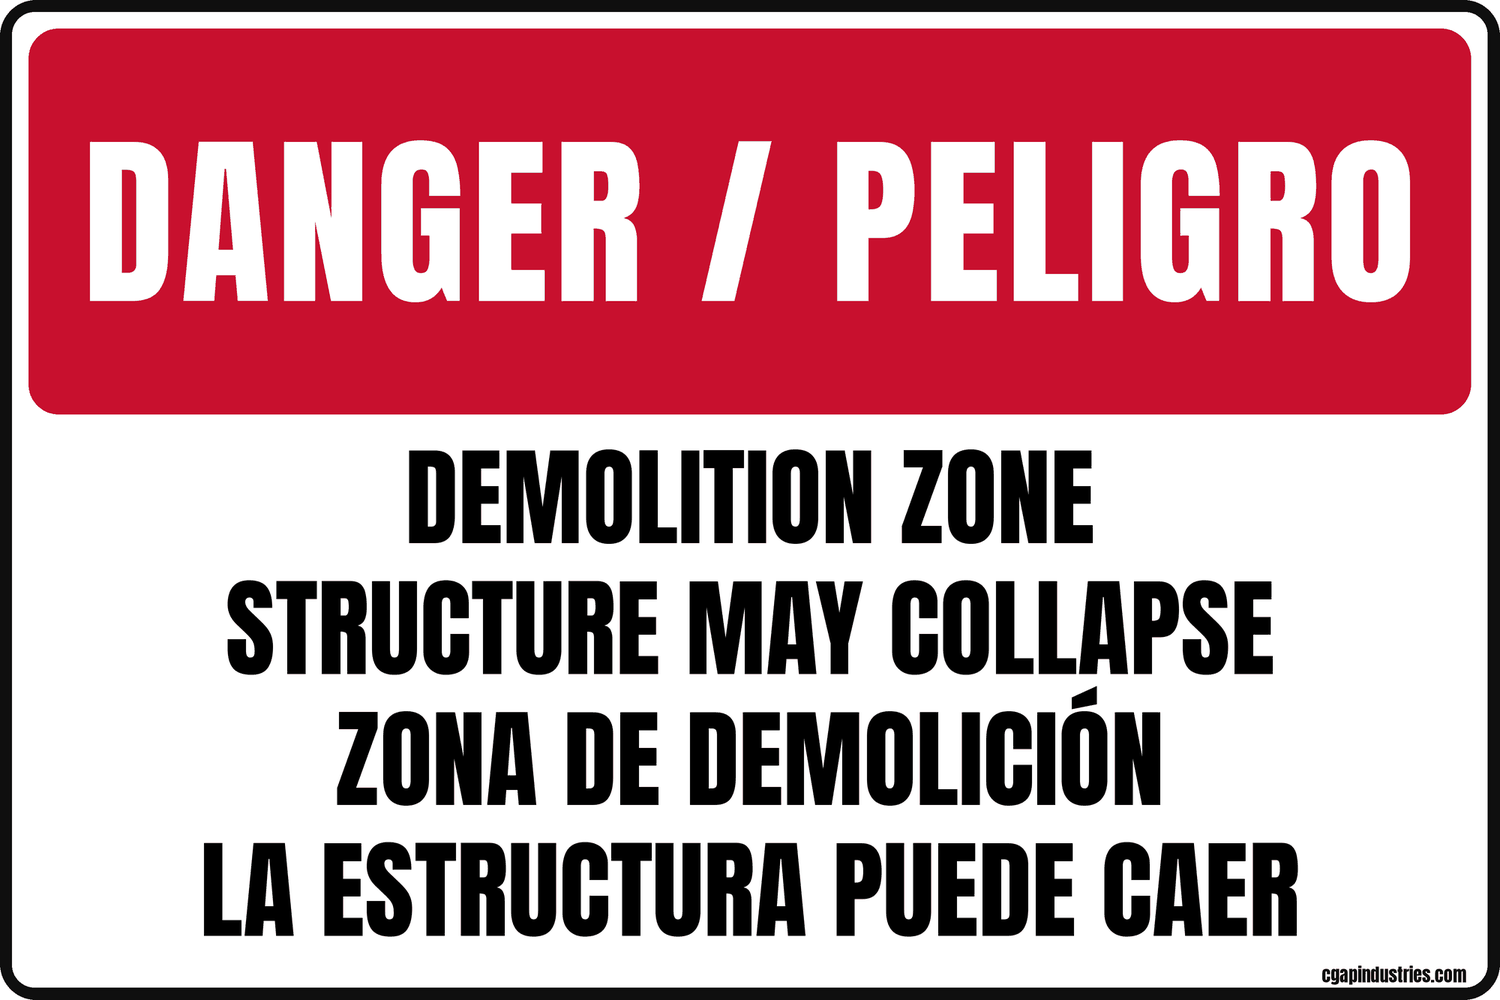 DANGER / PELIGRO
DEMOLITION ZONE
STRUCTURE MAY COLLAPSE
ZONA DE DEMOLICIÓN
LA ESTRUCTURA PUEDE CAER
cgapindustries.com